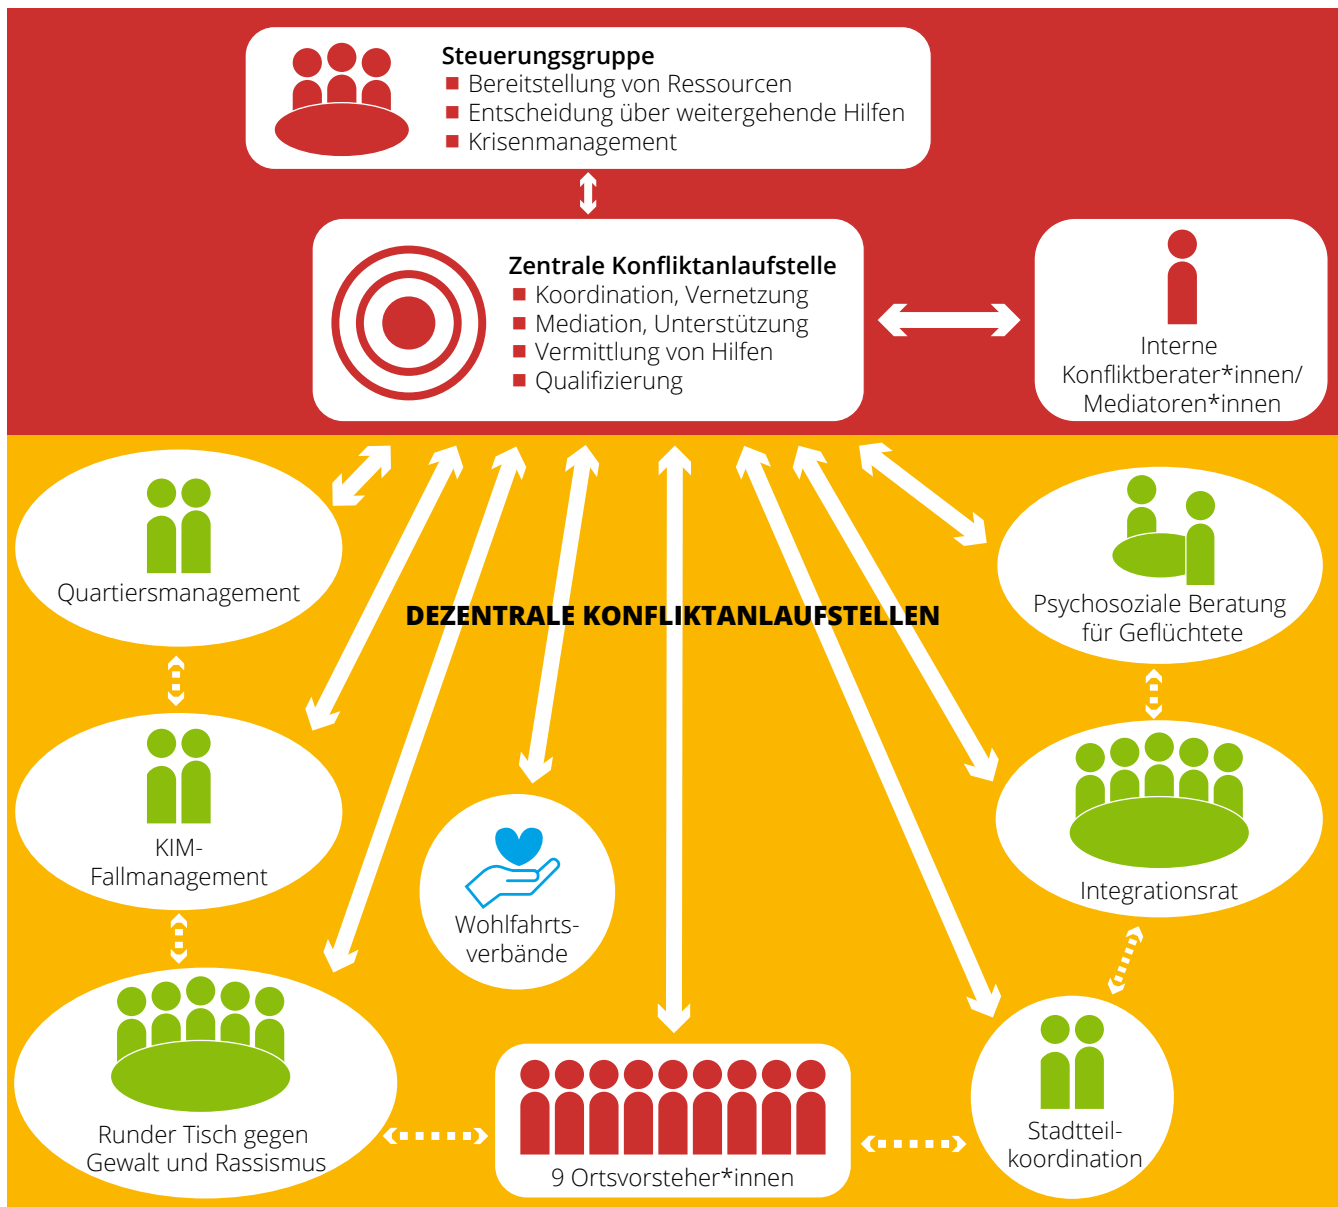 Steuerungsgruppe
■ Bereitstellung von Ressourcen
■ Entscheidung über weitergehende Hilfen
■ Krisenmanagement
Zentrale Konfliktanlaufstelle
■ Koordination, Vernetzung
■ Mediation, Unterstützung
■ Vermittlung von Hilfen
■ Qualifizierung
Interne
Konfliktberater*innen/
Mediatoren*innen
Quartiersmanagement
DEZENTRALE KONFLIKTANLAUFSTELLEN
Psychosoziale Beratung
für Geflüchtete
KIM-
Fallmanagement
Wohlfahrts-
verbände
Integrationsrat
Runder Tisch gegen
Gewalt und Rassismus
9 Ortsvorsteher*innen
Stadtteil-
koordination